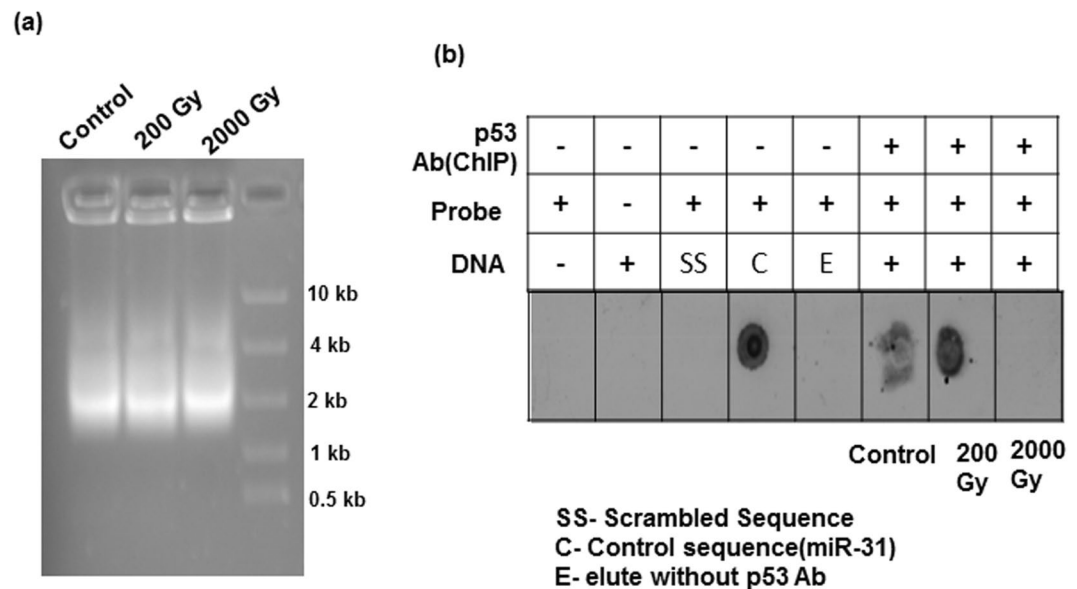 (a)
Control
200 Gy
2000 Gy
10 kb
4 kb
2 kb
1 kb
0.5 kb
(b)
p53
Ab(ChIP) - - - - - + + +
Probe + - + + + + + +
DNA - + SS C E + + +
Control 200 2000
Gy Gy
SS- Scrambled Sequence
C- Control sequence(miR-31)
E- elute without p53 Ab